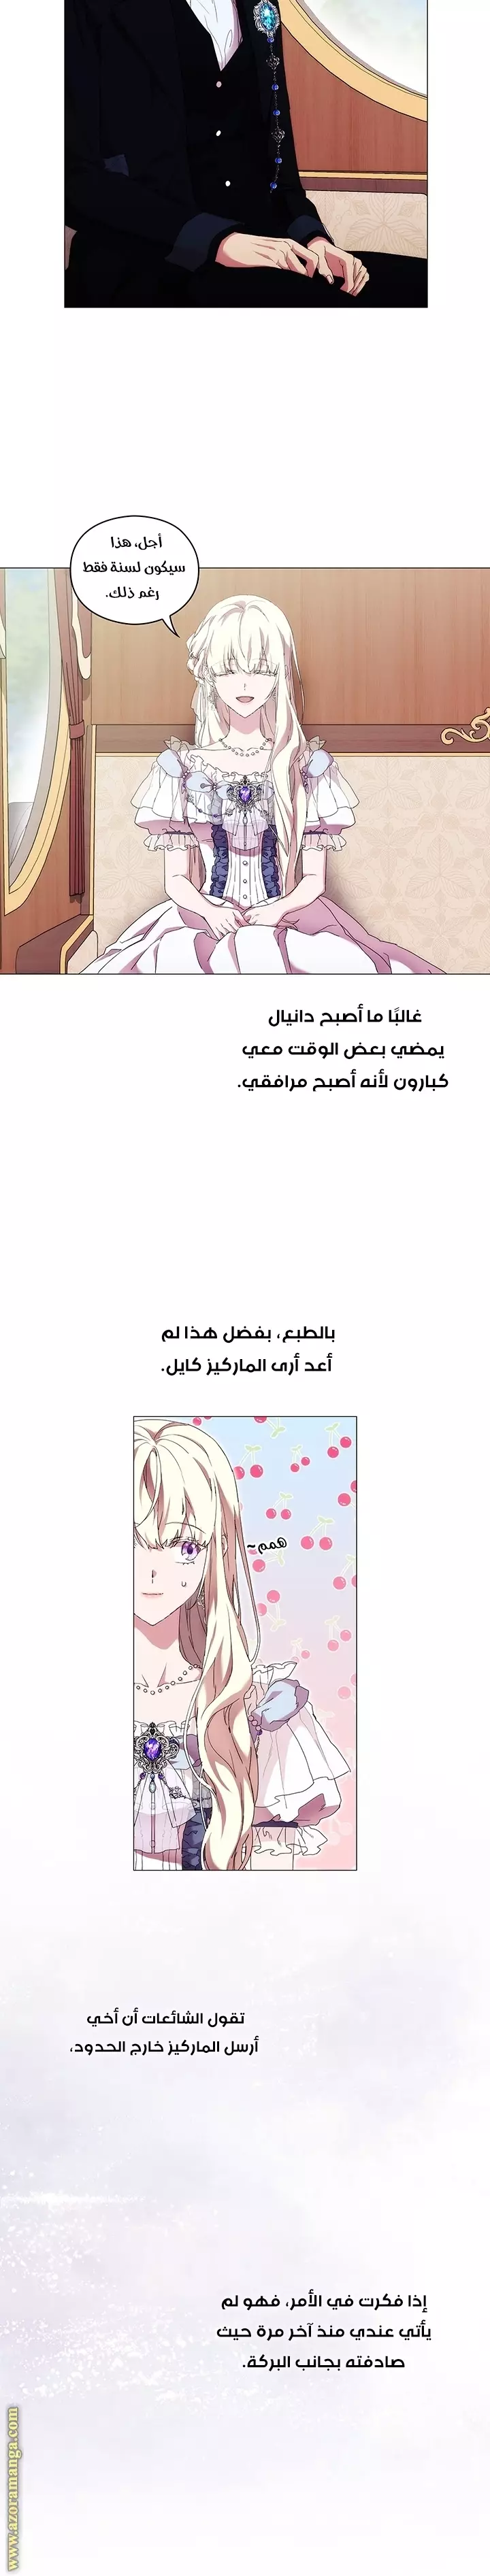 أجل، هذا
سيكون لسنة فقط
رغم ذلك.
غالبًا ما أصبح دانيال
يمضي بعض الوقت معي
كبارون لأنه أصبح مرافقي.
بالطبع، بفضل هذا لم
أعد أرى الماركيز كايل.
همم~
تقول الشائعات أن أخي
أرسل الماركيز خارج الحدود،
إذا فكرت في الأمر، فهو لم
يأتي عندي منذ آخر مرة حيث
صادفته بجانب البركة.
www.azoramanga.com